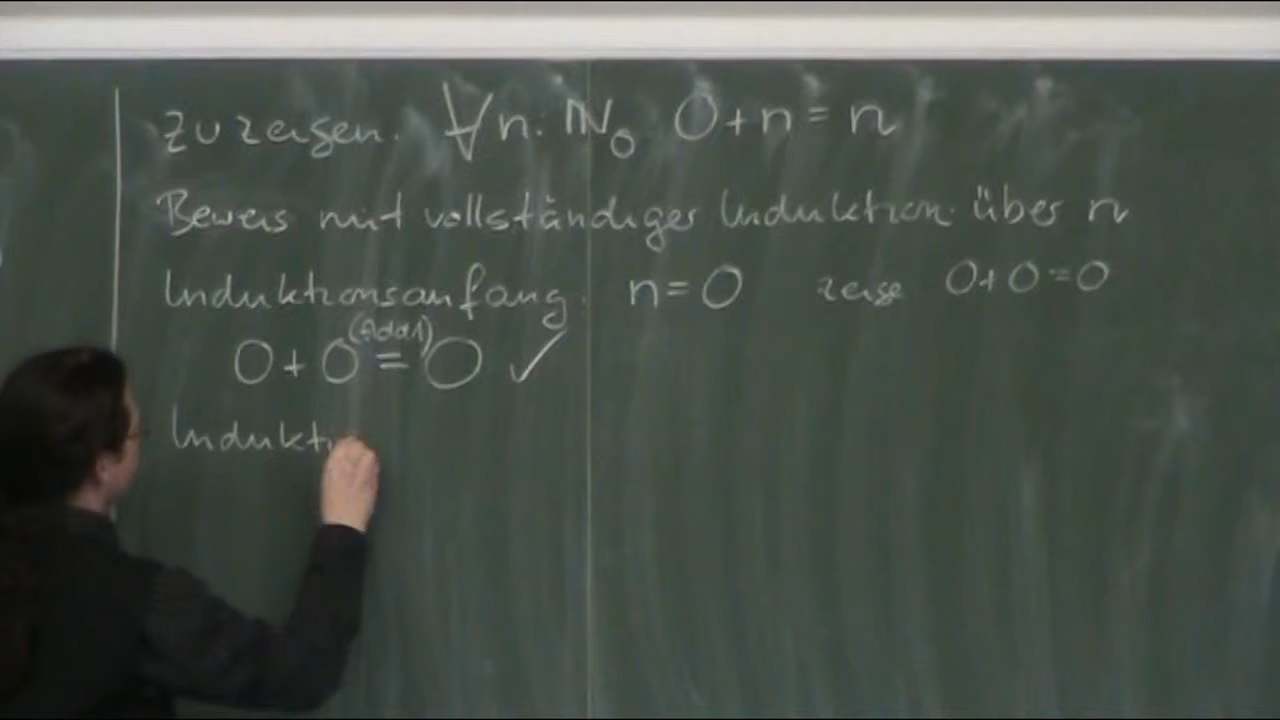 Zu zeigen: ∀n: ℕ₀ 0+n = n
Beweis mit vollständiger Induktion über n
Induktionsanfang: n=0 zeige 0+0=0
(Add1)
0+0 = 0 ✓
Indukti